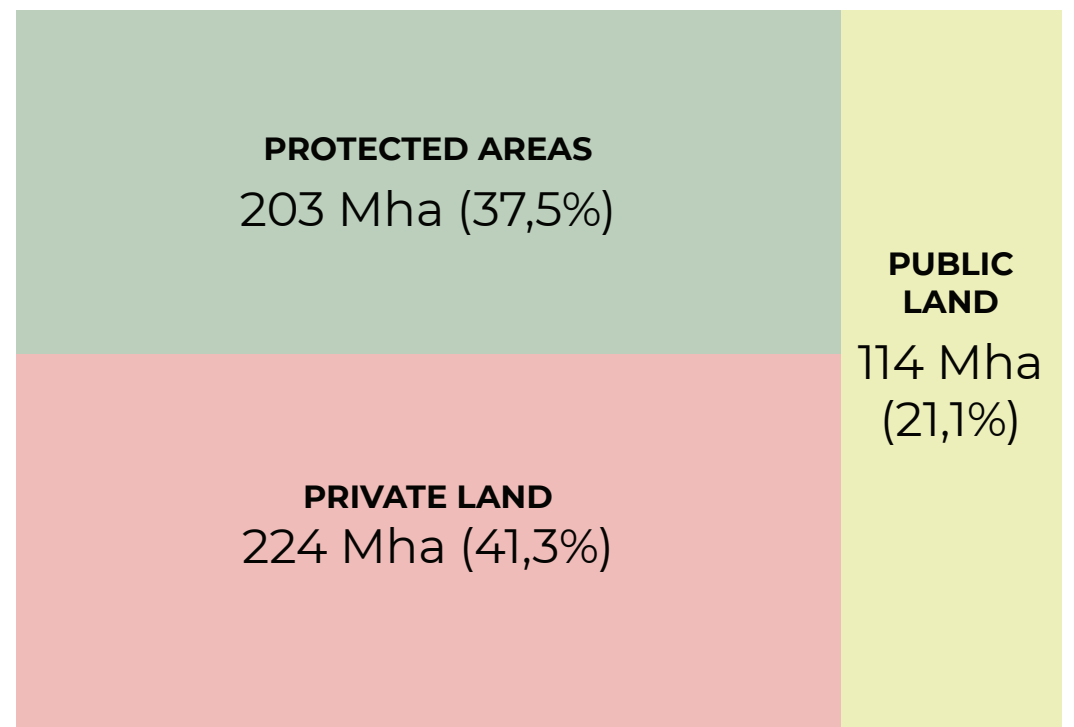 PROTECTED AREAS
203 Mha (37,5%)
PRIVATE LAND
224 Mha (41,3%)
PUBLIC
LAND
114 Mha
(21,1%)